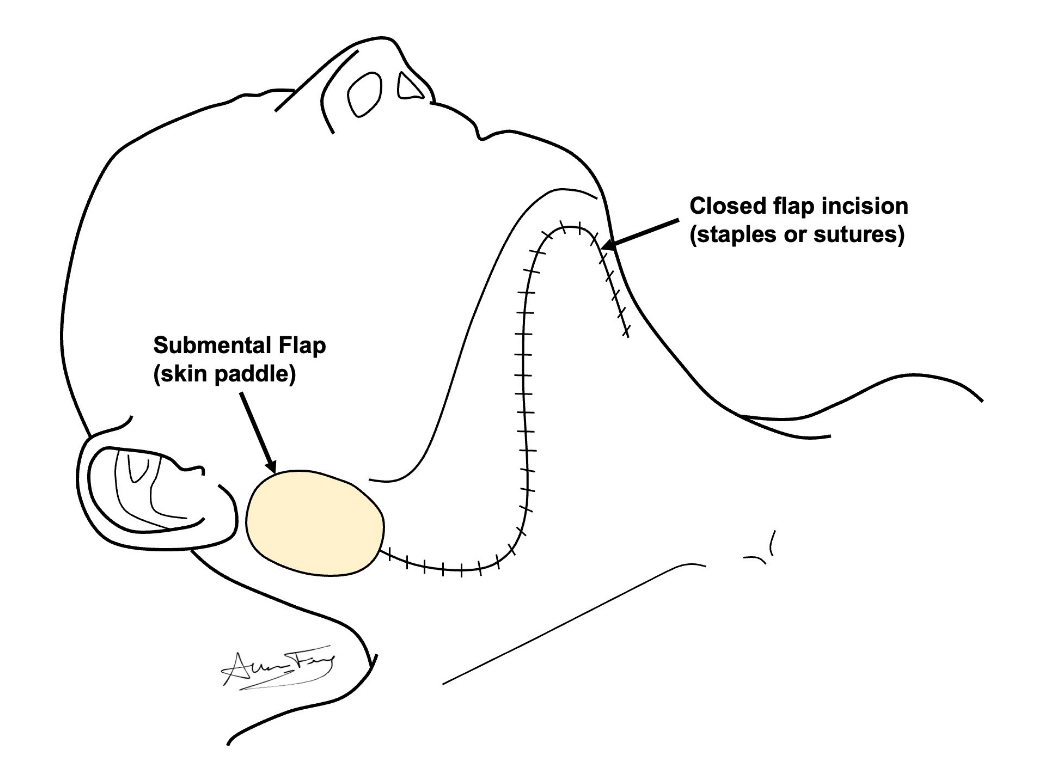 Closed flap incision
(staples or sutures)
Submental Flap
(skin paddle)